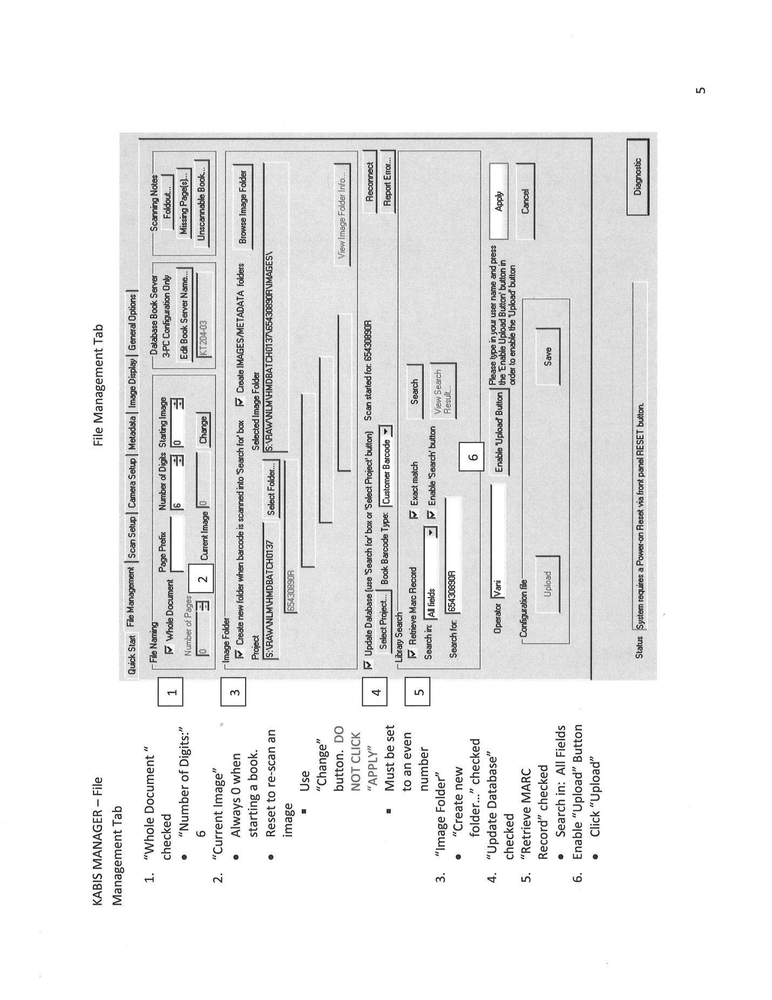 KABIS MANAGER – File
Management Tab
File Management Tab
1. “Whole Document “
checked
• “Number of Digits:”
6
2. “Current Image”
• Always 0 when
starting a book.
• Reset to re-scan an
image
▪ Use
“Change”
button. DO
NOT CLICK
“APPLY”
▪ Must be set
to an even
number
3. “Image Folder”
• “Create new
folder…” checked
4. “Update Database”
checked
5. “Retrieve MARC
Record” checked
• Search in: All Fields
6. Enable “Upload” Button
• Click “Upload”
1
2
3
4
5
6
Quick Start File Management Scan Setup Camera Setup Metadata Image Display General Options
File Naming
Whole Document
Page Prefix
Number of Digits
6
Starting Image
0
Number of Pages
0
Current Image 0
Change
Database Book Server
3-PC Configuration Only
Edit Book Server Name...
KT204-03
Scanning Notes
Foldout...
Missing Page(s)...
Unscannable Book...
Image Folder
Create new folder when barcode is scanned into 'Search for' box
Create IMAGES/METADATA folders
Browse Image Folder
Project
Selected Image Folder
S:\RAW\NLM\HMDBATCH0137
Select Folder...
S:\RAW\NLM\HMDBATCH0137\65430890R\IMAGES\
65430890R
View Image Folder Info...
Update Database (use 'Search for' box or 'Select Project' button)
Scan started for: 65430890R
Reconnect
Select Project...
Book Barcode Type: Customer Barcode
Report Error...
Library Search
Retrieve Marc Record
Exact match
Search
Search in: All fields
Enable 'Search' button
View Search
Result...
Search for: 65430890R
Operator Vani
Enable 'Upload' Button
Please type in your user name and press
the 'Enable Upload Button' button in
order to enable the 'Upload' button
Apply
Cancel
Configuration file
Upload
Save
Status System requires a Power-on Reset via front panel RESET button.
Diagnostic
5